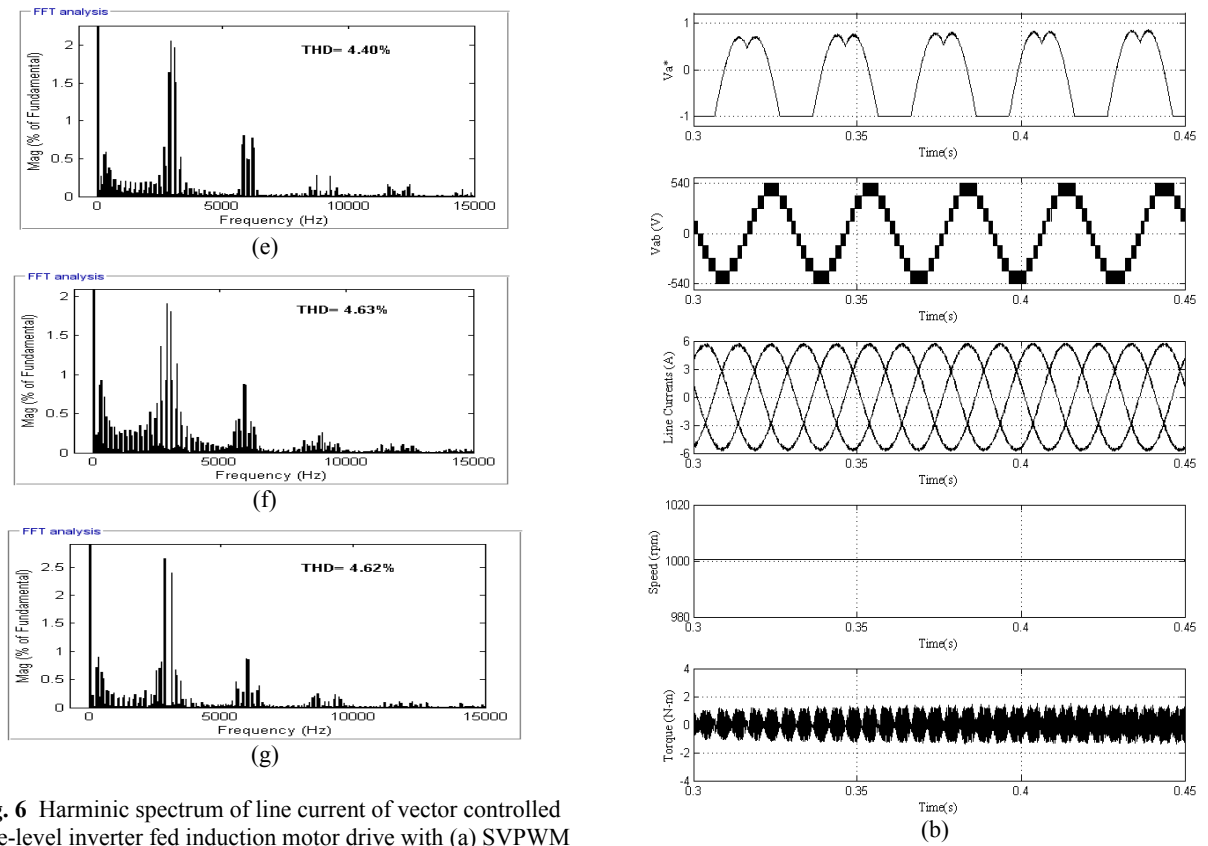 FFT analysis
THD= 4.40%
Mag (% of Fundamental)
2
1.5
1
0.5
0
0 5000 10000 15000
Frequency (Hz)
(e)
FFT analysis
THD= 4.63%
Mag (% of Fundamental)
2
1.5
1
0.5
0
0 5000 10000 15000
Frequency (Hz)
(f)
FFT analysis
THD= 4.62%
Mag (% of Fundamental)
2.5
2
1.5
1
0.5
0
0 5000 10000 15000
Frequency (Hz)
(g)
g. 6 Harminic spectrum of line current of vector controlled
e-level inverter fed induction motor drive with (a) SVPWM
Va*
1
0
-1
0.3 0.35 0.4 0.45
Time(s)
Vab (V)
540
0
-540
0.3 0.35 0.4 0.45
Time(s)
Line Currents (A)
6
3
0
-3
-6
0.3 0.35 0.4 0.45
Time(s)
Speed (rpm)
1020
1000
980
0.3 0.35 0.4 0.45
Time(s)
Torque (N-m)
4
2
0
-2
-4
0.3 0.35 0.4 0.45
Time(s)
(b)